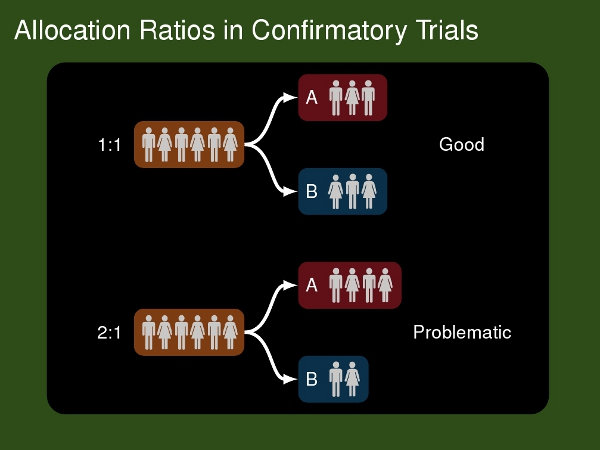 Allocation Ratios in Confirmatory Trials
A
1:1
Good
B
A
2:1
Problematic
B